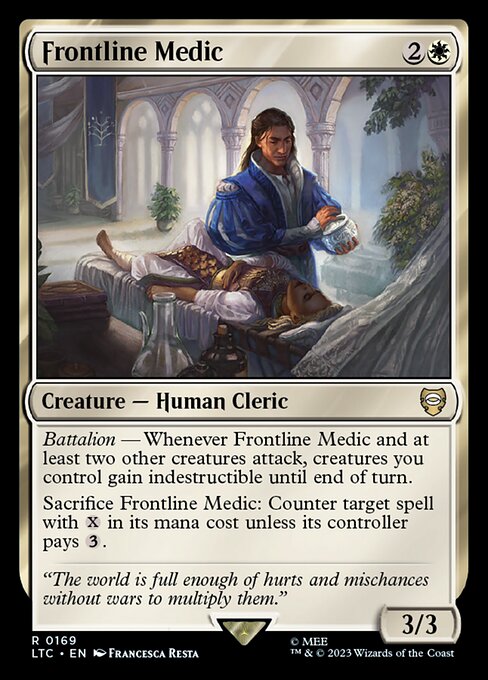 Frontline Medic 2
Creature — Human Cleric
Battalion — Whenever Frontline Medic and at
least two other creatures attack, creatures you
control gain indestructible until end of turn.
Sacrifice Frontline Medic: Counter target spell
with X in its mana cost unless its controller
pays 3.
“The world is full enough of hurts and mischances
without wars to multiply them.”
3/3
R 0169
LTC • EN Francesca Resta
© MEE
™ & © 2023 Wizards of the Coast